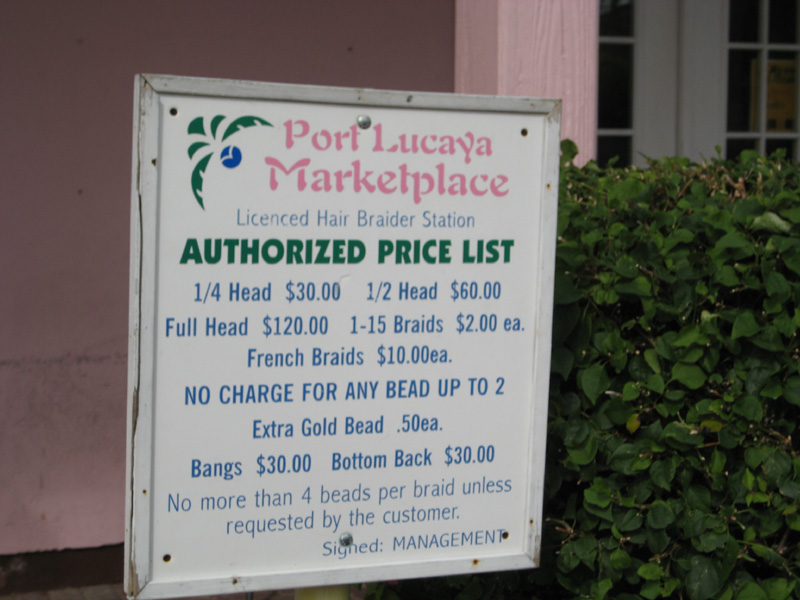 Port Lucaya
Marketplace
Licenced Hair Braider Station
AUTHORIZED PRICE LIST
1/4 Head $30.00 1/2 Head $60.00
Full Head $120.00 1-15 Braids $2.00 ea.
French Braids $10.00ea.
NO CHARGE FOR ANY BEAD UP TO 2
Extra Gold Bead .50ea.
Bangs $30.00 Bottom Back $30.00
No more than 4 beads per braid unless
requested by the customer.
Signed: MANAGEMENT